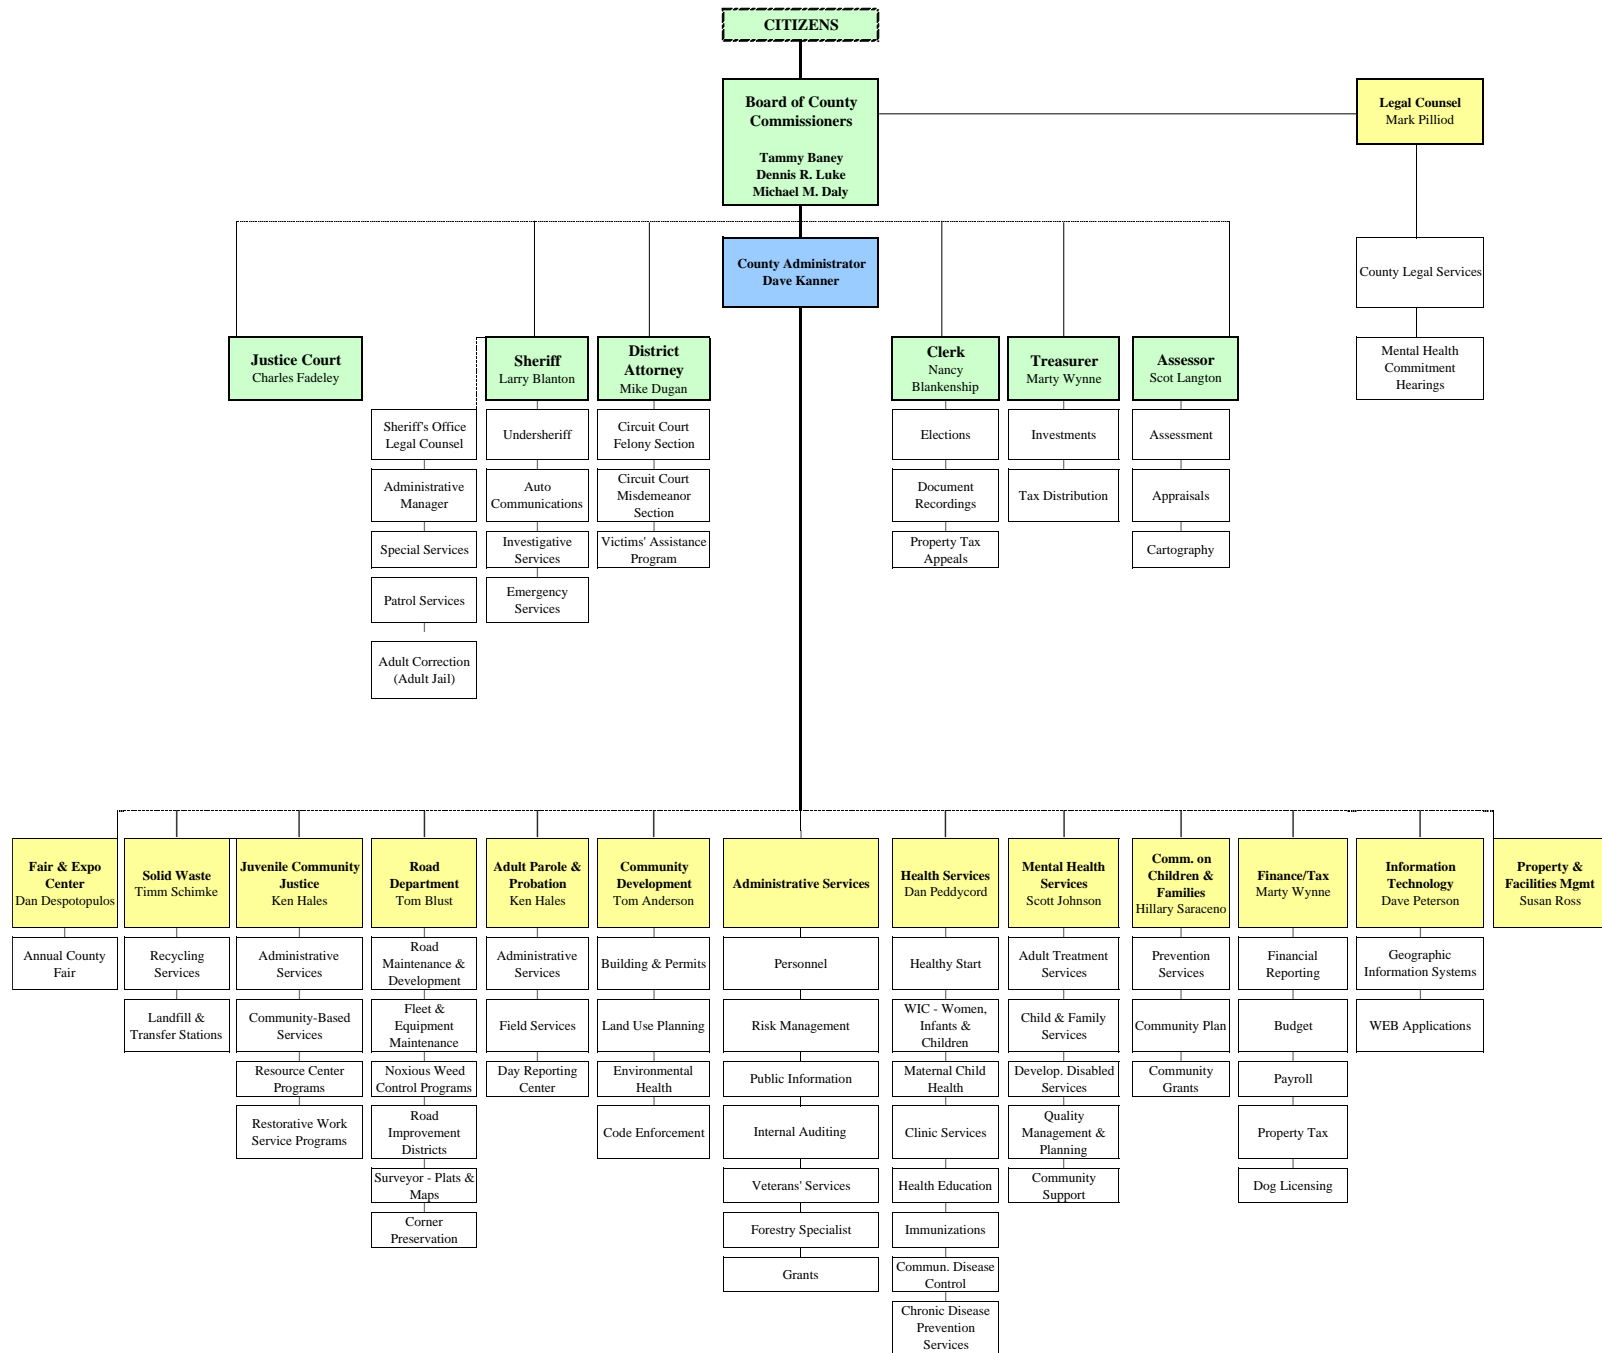 CITIZENS
Board of County
Commissioners
Tammy Baney
Dennis R. Luke
Michael M. Daly
Legal Counsel
Mark Pilliod
County Administrator
Dave Kanner
County Legal Services
Mental Health
Commitment
Hearings
Justice Court
Charles Fadeley
Sheriff
Larry Blanton
District
Attorney
Mike Dugan
Clerk
Nancy
Blankenship
Treasurer
Marty Wynne
Assessor
Scot Langton
Sheriff's Office
Legal Counsel
Administrative
Manager
Special Services
Patrol Services
Adult Correction
(Adult Jail)
Undersheriff
Auto
Communications
Investigative
Services
Emergency
Services
Circuit Court
Felony Section
Circuit Court
Misdemeanor
Section
Victims' Assistance
Program
Elections
Document
Recordings
Property Tax
Appeals
Investments
Tax Distribution
Assessment
Appraisals
Cartography
Fair & Expo
Center
Dan Despotopulos
Annual County
Fair
Solid Waste
Timm Schimke
Recycling
Services
Landfill &
Transfer Stations
Juvenile Community
Justice
Ken Hales
Administrative
Services
Community-Based
Services
Resource Center
Programs
Restorative Work
Service Programs
Road
Department
Tom Blust
Road
Maintenance &
Development
Fleet &
Equipment
Maintenance
Noxious Weed
Control Programs
Road
Improvement
Districts
Surveyor - Plats &
Maps
Corner
Preservation
Adult Parole &
Probation
Ken Hales
Administrative
Services
Field Services
Day Reporting
Center
Community
Development
Tom Anderson
Building & Permits
Land Use Planning
Environmental
Health
Code Enforcement
Administrative Services
Personnel
Risk Management
Public Information
Internal Auditing
Veterans' Services
Forestry Specialist
Grants
Health Services
Dan Peddycord
Healthy Start
WIC - Women,
Infants &
Children
Maternal Child
Health
Clinic Services
Health Education
Immunizations
Commun. Disease
Control
Chronic Disease
Prevention
Services
Mental Health
Services
Scott Johnson
Adult Treatment
Services
Child & Family
Services
Develop. Disabled
Services
Quality
Management &
Planning
Community
Support
Comm. on
Children &
Families
Hillary Saraceno
Prevention
Services
Community Plan
Community
Grants
Finance/Tax
Marty Wynne
Financial
Reporting
Budget
Payroll
Property Tax
Dog Licensing
Information
Technology
Dave Peterson
Geographic
Information Systems
WEB Applications
Property &
Facilities Mgmt
Susan Ross